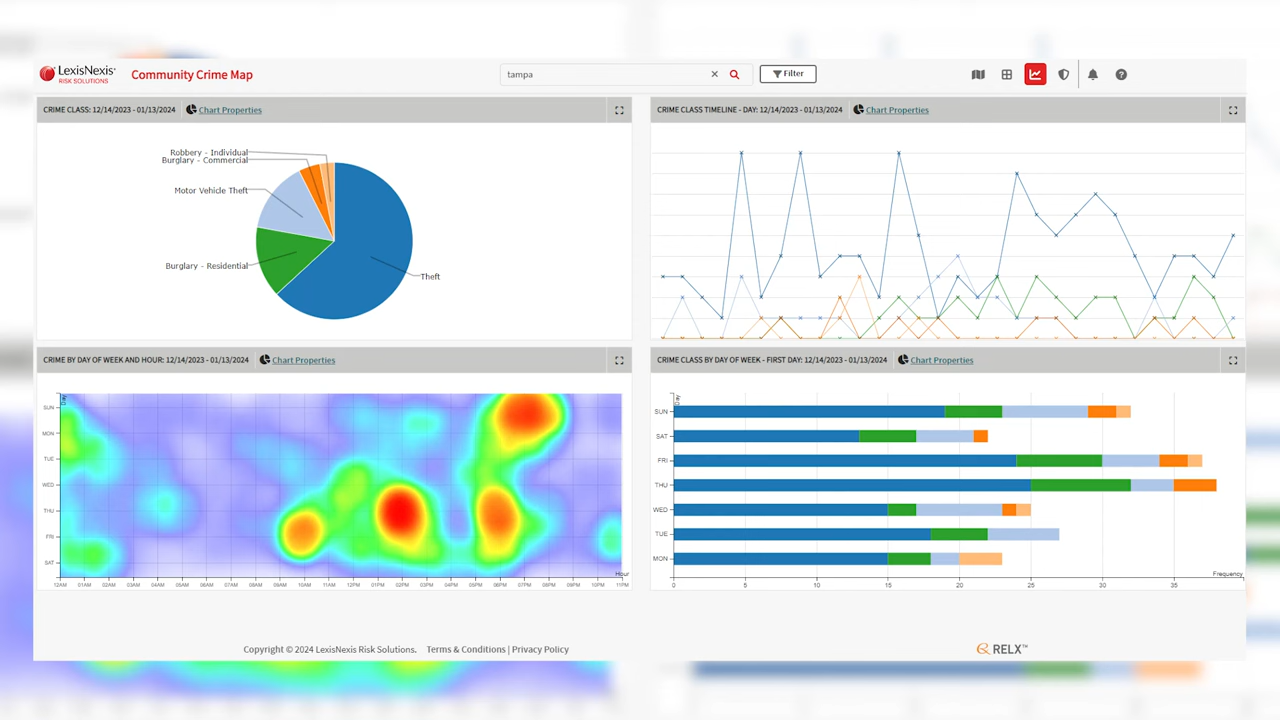 LexisNexis®
RISK SOLUTIONS
Community Crime Map
tampa
Filter
CRIME CLASS: 12/14/2023 - 01/13/2024
Chart Properties
Robbery - Individual
Burglary - Commercial
Motor Vehicle Theft
Burglary - Residential
Theft
CRIME CLASS TIMELINE - DAY: 12/14/2023 - 01/13/2024
Chart Properties
CRIME BY DAY OF WEEK AND HOUR: 12/14/2023 - 01/13/2024
Chart Properties
Day
SUN
MON
TUE
WED
THU
FRI
SAT
Hour
12AM 01AM 02AM 03AM 04AM 05AM 06AM 07AM 08AM 09AM 10AM 11AM 12PM 01PM 02PM 03PM 04PM 05PM 06PM 07PM 08PM 09PM 10PM 11PM
CRIME CLASS BY DAY OF WEEK - FIRST DAY: 12/14/2023 - 01/13/2024
Chart Properties
Day
SUN
SAT
FRI
THU
WED
TUE
MON
Frequency
0 5 10 15 20 25 30 35
Copyright © 2024 LexisNexis Risk Solutions. Terms & Conditions | Privacy Policy
RELX™